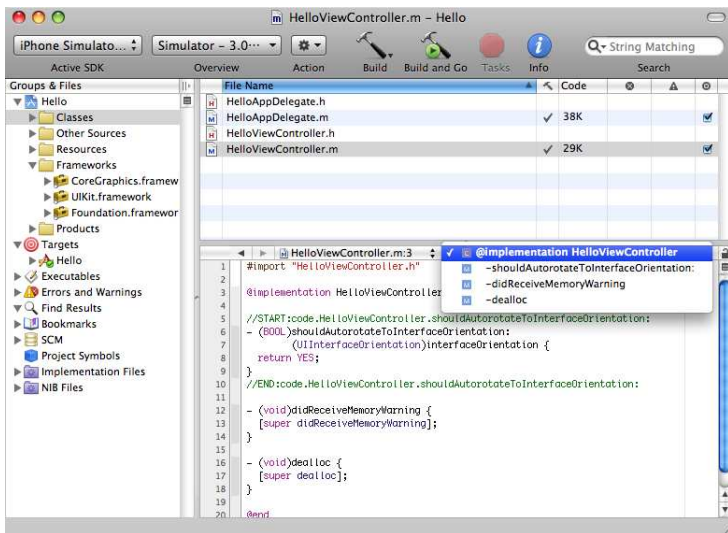 HelloViewController.m – Hello
iPhone Simulato...
Simulator – 3.0...
String Matching
Active SDK
Overview
Action
Build
Build and Go
Tasks
Info
Search
Groups & Files
Hello
Classes
Other Sources
Resources
Frameworks
CoreGraphics.framew
UIKit.framework
Foundation.framewor
Products
Targets
Hello
Executables
Errors and Warnings
Find Results
Bookmarks
SCM
Project Symbols
Implementation Files
NIB Files
File Name
Code
HelloAppDelegate.h
HelloAppDelegate.m ✓ 38K
HelloViewController.h
HelloViewController.m ✓ 29K
HelloViewController.m:3
✓ @implementation HelloViewController
-shouldAutorotateToInterfaceOrientation:
-didReceiveMemoryWarning
-dealloc
1 #import "HelloViewController.h"
2
3 @implementation HelloViewController
4
5 //START:code.HelloViewController.shouldAutorotateToInterfaceOrientation:
6 - (BOOL)shouldAutorotateToInterfaceOrientation:
7 (UIInterfaceOrientation)interfaceOrientation {
8 return YES;
9 }
10 //END:code.HelloViewController.shouldAutorotateToInterfaceOrientation:
11
12 - (void)didReceiveMemoryWarning {
13 [super didReceiveMemoryWarning];
14 }
15
16 - (void)dealloc {
17 [super dealloc];
18 }
19
20 @end